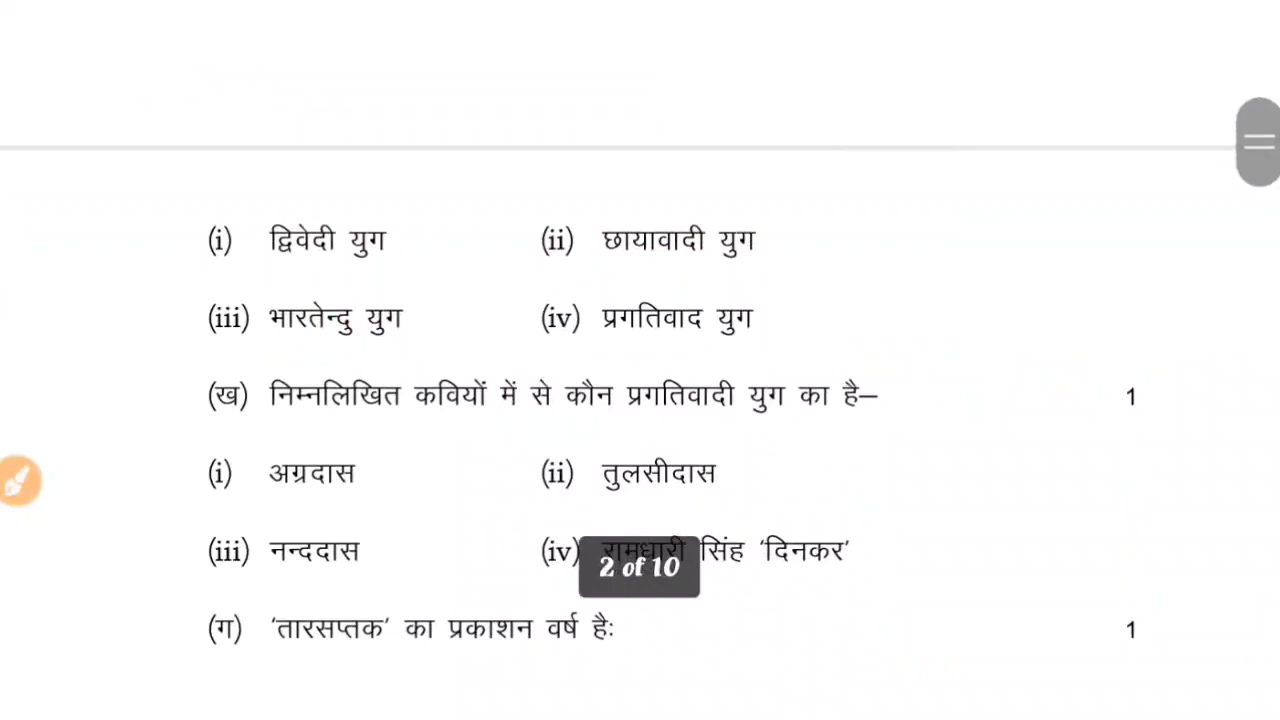 (i) द्विवेदी युग (ii) छायावादी युग
(iii) भारतेन्दु युग (iv) प्रगतिवाद युग
(ख) निम्नलिखित कवियों में से कौन प्रगतिवादी युग का है– 1
(i) अग्रदास (ii) तुलसीदास
(iii) नन्ददास (iv) रामधारी सिंह 'दिनकर'
2 of 10
(ग) 'तारसप्तक' का प्रकाशन वर्ष है: 1